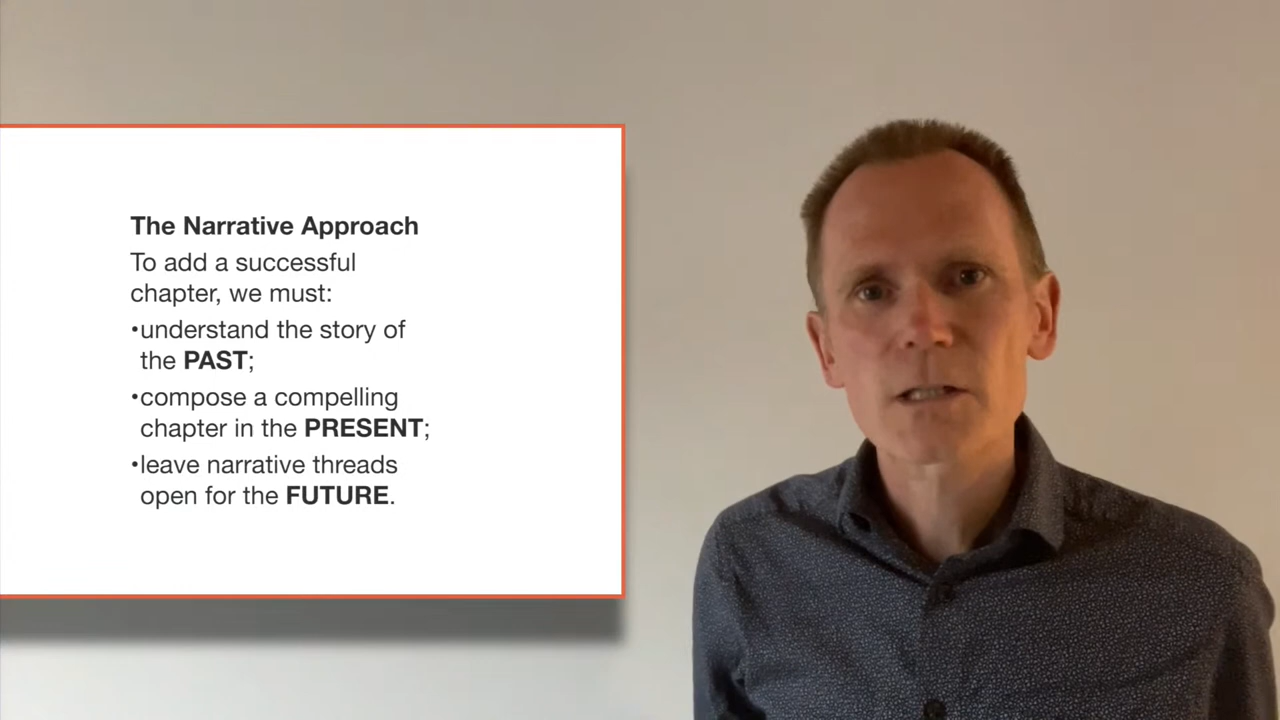 The Narrative Approach
To add a successful
chapter, we must:
•understand the story of
the PAST;
•compose a compelling
chapter in the PRESENT;
•leave narrative threads
open for the FUTURE.